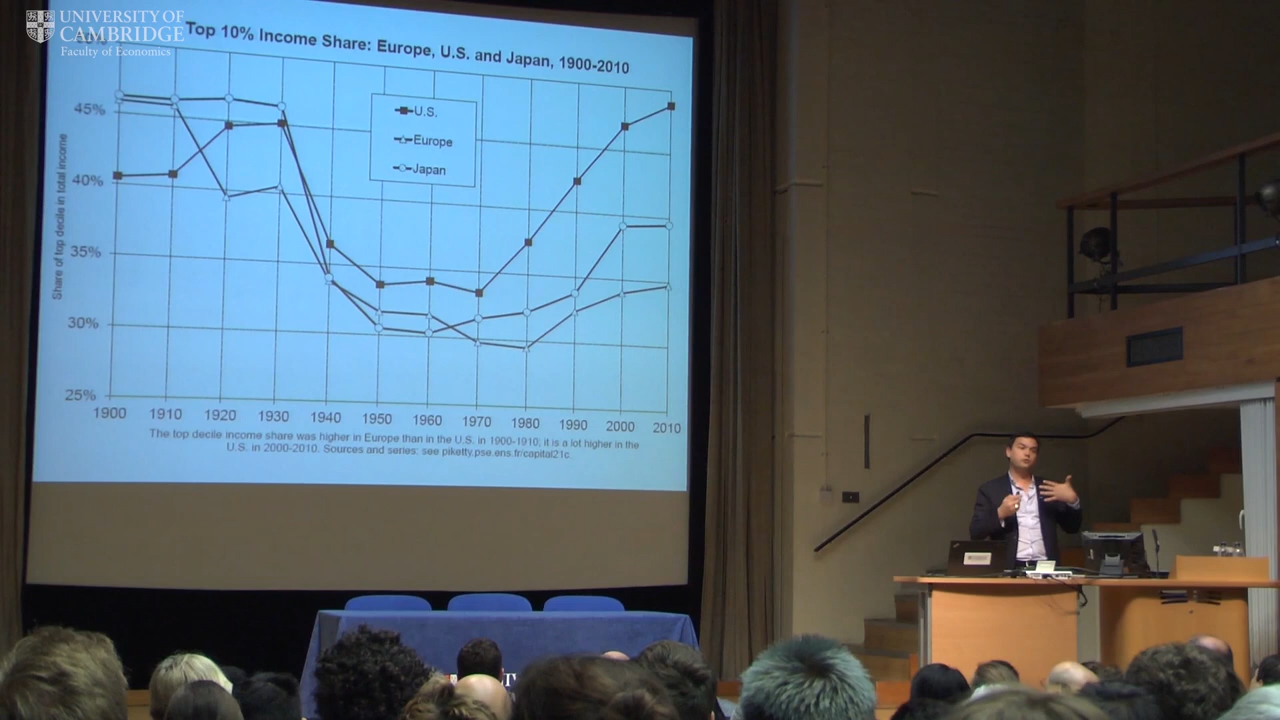 UNIVERSITY OF
CAMBRIDGE
Faculty of Economics
Top 10% Income Share: Europe, U.S. and Japan, 1900-2010
U.S.
Europe
Japan
Share of top decile in total income
45%
40%
35%
30%
25%
1900 1910 1920 1930 1940 1950 1960 1970 1980 1990 2000 2010
The top decile income share was higher in Europe than in the U.S. in 1900-1910; it is a lot higher in the
U.S. in 2000-2010. Sources and series: see piketty.pse.ens.fr/capital21c.